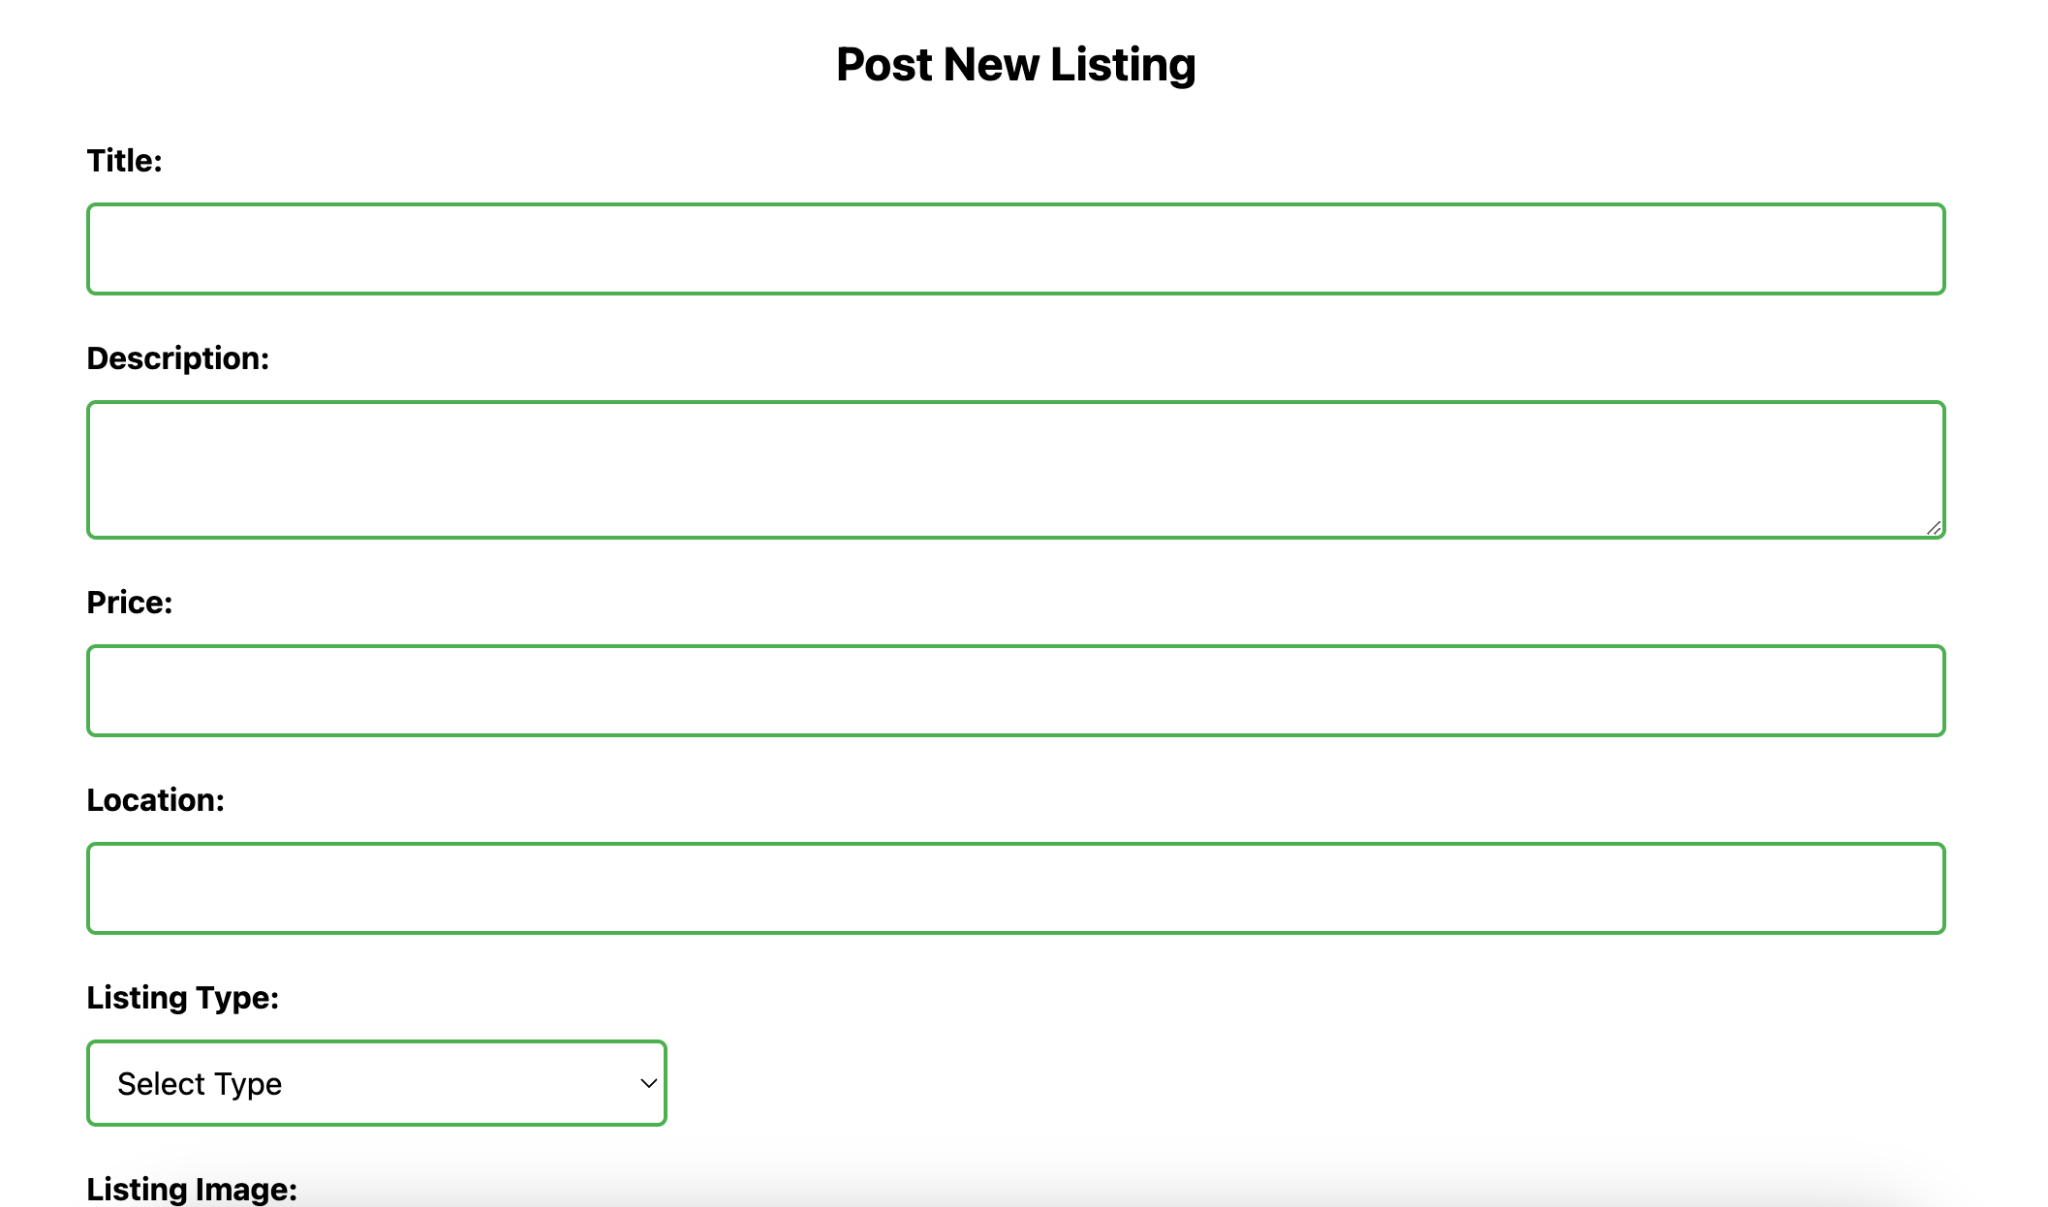 Post New Listing
Title:
Description:
Price:
Location:
Listing Type:
Select Type
Listing Image: